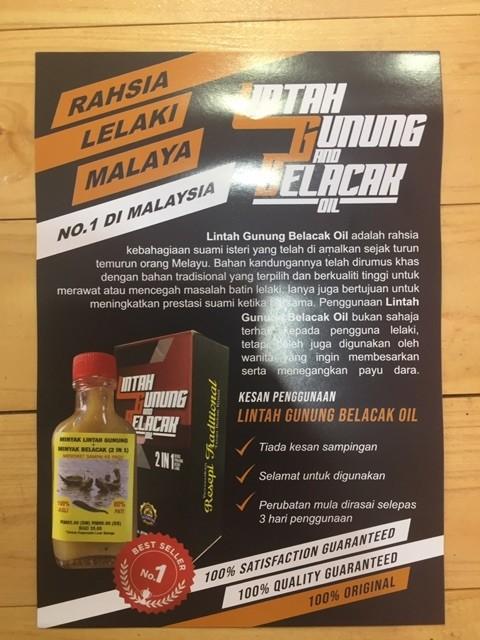 RAHSIA
LELAKI
MALAYA
NO.1 DI MALAYSIA
LINTAH
GUNUNG
AND
BELACAK
OIL
Lintah Gunung Belacak Oil adalah rahsia
kebahagiaan suami isteri yang telah di amalkan sejak turun
temurun orang Melayu. Bahan kandungannya telah dirumus khas
dengan bahan tradisional yang terpilih dan berkualiti tinggi untuk
merawat atau mencegah masalah batin lelaki. Ianya juga bertujuan untuk
meningkatkan prestasi suami ketika bersama. Penggunaan Lintah
Gunung Belacak Oil bukan sahaja
terhad kepada pengguna lelaki,
tetapi boleh juga digunakan oleh
wanita yang ingin membesarkan
serta menegangkan payu dara.
KESAN PENGGUNAAN
LINTAH GUNUNG BELACAK OIL
Tiada kesan sampingan
Selamat untuk digunakan
Perubatan mula dirasai selepas
3 hari penggunaan
LINTAH
GUNUNG
AND
BELACAK
OIL
2 IN 1
Resepi Traditional
MINYAK LINTAH GUNUNG
+
MINYAK BELACAK (2 IN 1)
100%
ASLI
PATI
BEST SELLER
No.1
100% SATISFACTION GUARANTEED
100% QUALITY GUARANTEED
100% ORIGINAL